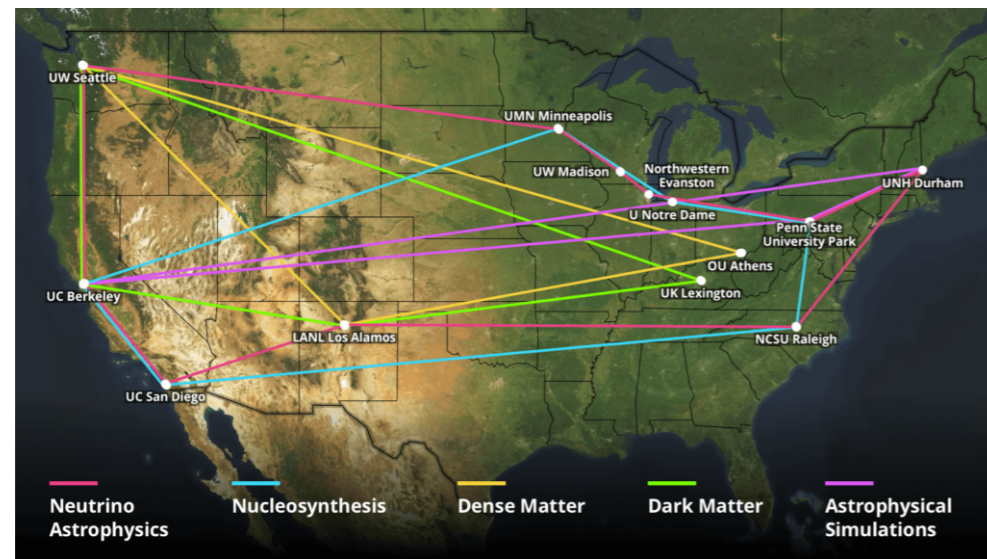 UW Seattle
UMN Minneapolis
UW Madison
Northwestern
Evanston
UNH Durham
U Notre Dame
Penn State
University Park
OU Athens
UC Berkeley
UK Lexington
LANL Los Alamos
NCSU Raleigh
UC San Diego
Neutrino
Astrophysics
Nucleosynthesis
Dense Matter
Dark Matter
Astrophysical
Simulations